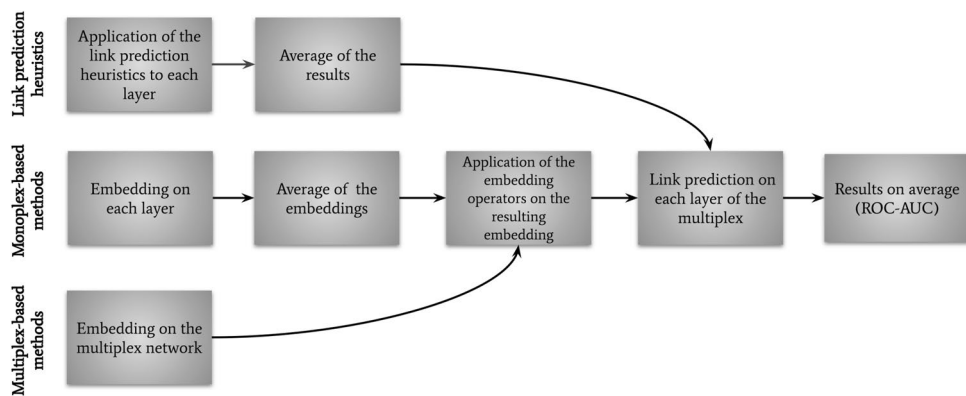 Link prediction
heuristics
Application of the
link prediction
heuristics to each
layer
Average of the
results
Monoplex-based
methods
Embedding on
each layer
Average of  the
embeddings
Application of the
embedding
operators on the
resulting
embedding
Link prediction on
each layer of the
multiplex
Results on average
(ROC-AUC)
Multiplex-based
methods
Embedding on the
multiplex network